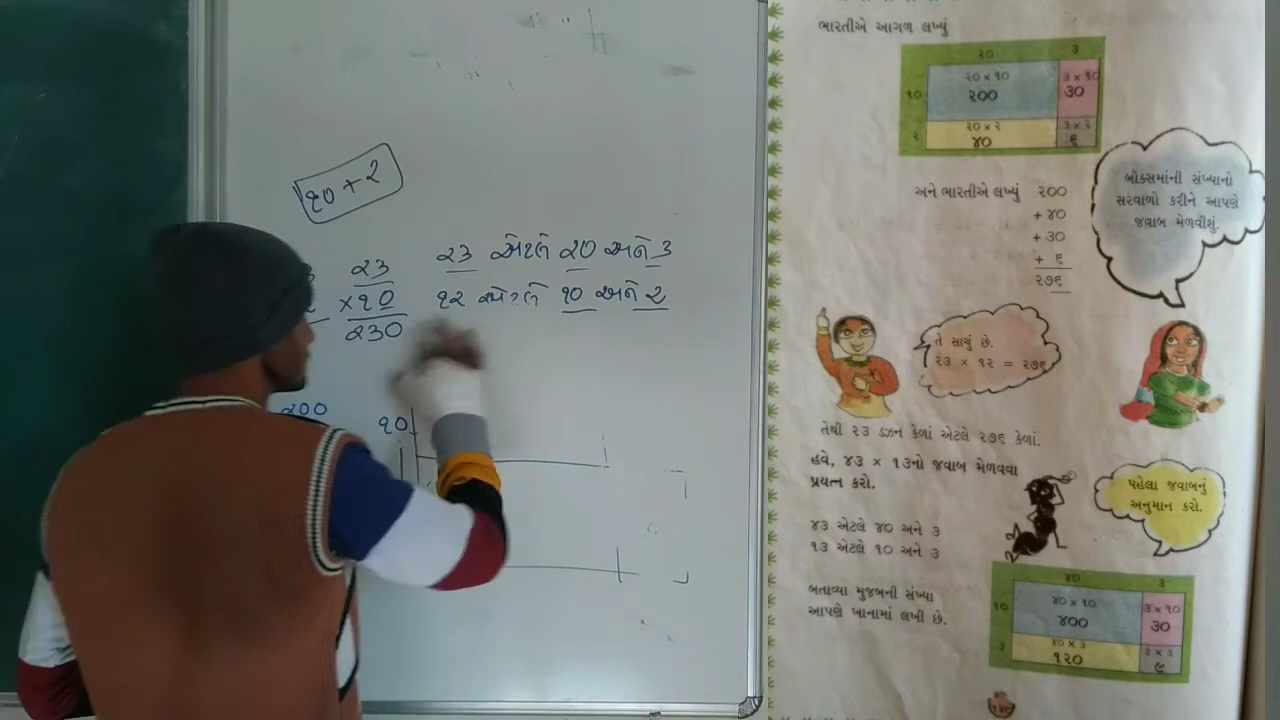 ૧૦ + ૨
૨૩
× ૧૦
૨૩૦
૨૩ એટલે ૨૦ અને ૩
૧૨ એટલે ૧૦ અને ૨
૨૦૦
૧૦
ભારતીએ આગળ લખ્યું
૨૦ ૩
૨૦ × ૧૦ ૩ × ૧૦
૧૦ ૨૦૦ ૩૦
૨૦ × ૨ ૩ × ૨
૨ ૪૦ ૬
અને ભારતીએ લખ્યું ૨૦૦
+ ૪૦
+ ૩૦
+ ૬
૨૭૬
બોક્સમાંની સંખ્યાનો
સરવાળો કરીને આપણે
જવાબ મેળવીશું.
તે સાચું છે.
૨૩ × ૧૨ = ૨૭૬
તેથી ૨૩ ડઝન કેળાં એટલે ૨૭૬ કેળાં.
હવે, ૪૩ × ૧૩નો જવાબ મેળવવા
પ્રયત્ન કરો.
પહેલા જવાબનું
અનુમાન કરો.
૪૩ એટલે ૪૦ અને ૩
૧૩ એટલે ૧૦ અને ૩
બતાવ્યા મુજબની સંખ્યા
આપણે ખાનામાં લખી છે.
૪૦ ૩
૪૦ × ૧૦ ૩ × ૧૦
૧૦ ૪૦૦ ૩૦
૪૦ × ૩ ૩ × ૩
૩ ૧૨૦ ૯